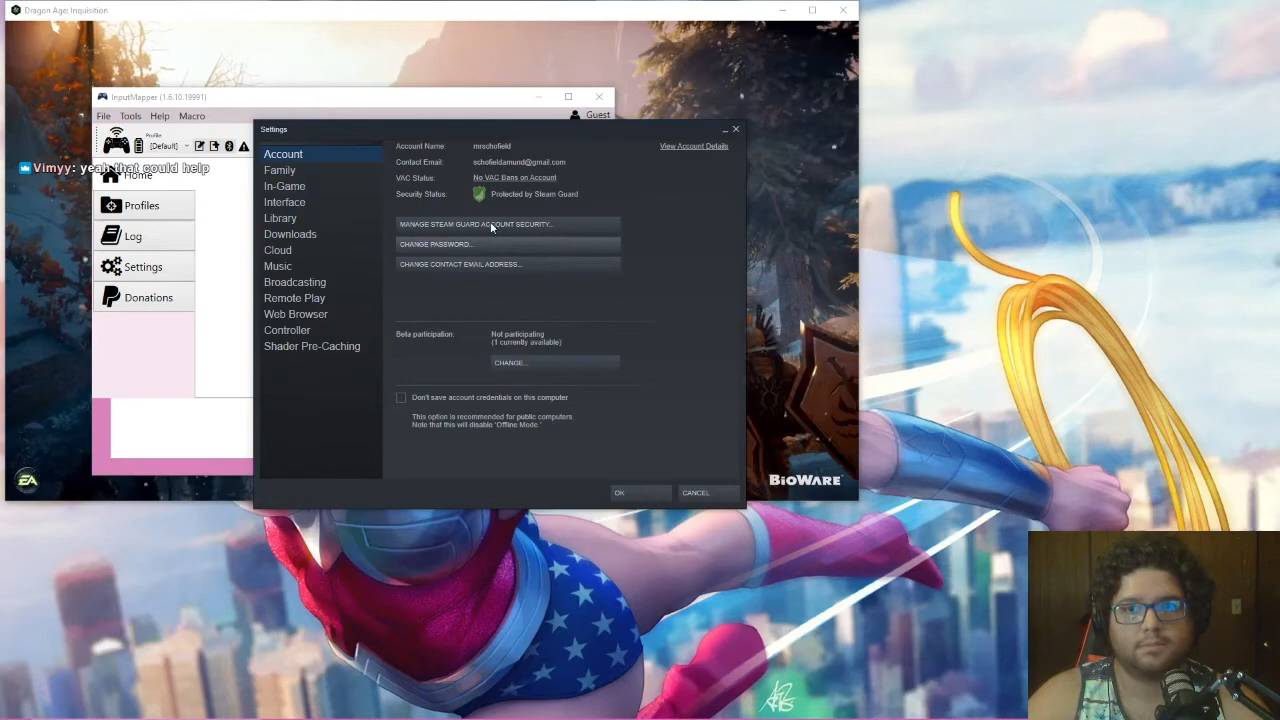 Dragon Age: Inquisition
InputMapper (1.6.10.19991)
File Tools Help Macro
Guest
Profile
[Default]
Vimyy: yeah that could help
Home
Profiles
Log
Settings
Donations
Settings
Account
Family
In-Game
Interface
Library
Downloads
Cloud
Music
Broadcasting
Remote Play
Web Browser
Controller
Shader Pre-Caching
Account Name: mrschofield
View Account Details
Contact Email: schofieldamund@gmail.com
VAC Status: No VAC Bans on Account
Security Status: Protected by Steam Guard
MANAGE STEAM GUARD ACCOUNT SECURITY...
CHANGE PASSWORD...
CHANGE CONTACT EMAIL ADDRESS...
Beta participation: Not participating
(1 currently available)
CHANGE...
Don't save account credentials on this computer
This option is recommended for public computers.
Note that this will disable 'Offline Mode.'
OK CANCEL
EA
BIOWARE